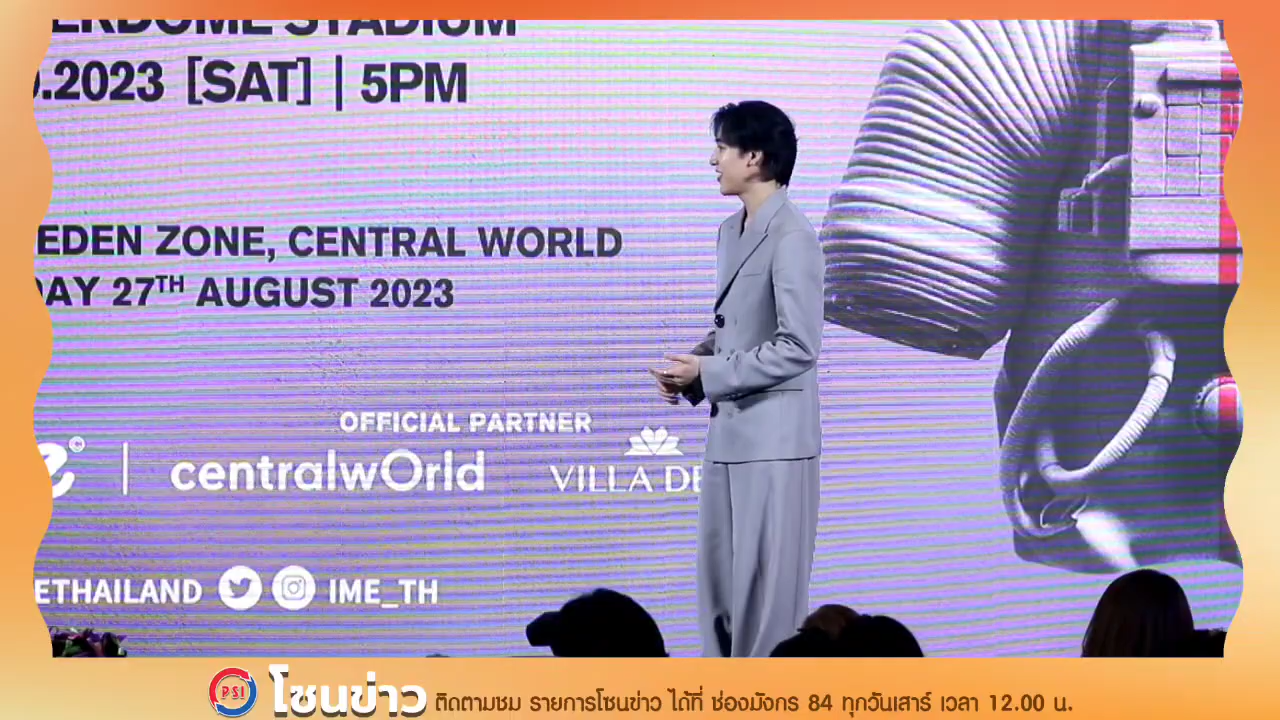 ERDOME STADIUM
.2023 [SAT] | 5PM
EDEN ZONE, CENTRAL WORLD
DAY 27TH AUGUST 2023
OFFICIAL PARTNER
centralwOrld
VILLA DE
ETHAILAND
IME_TH
PSI
โซนข่าว
ติดตามชม รายการโซนข่าว ได้ที่ ช่องมังกร 84 ทุกวันเสาร์ เวลา 12.00 น.